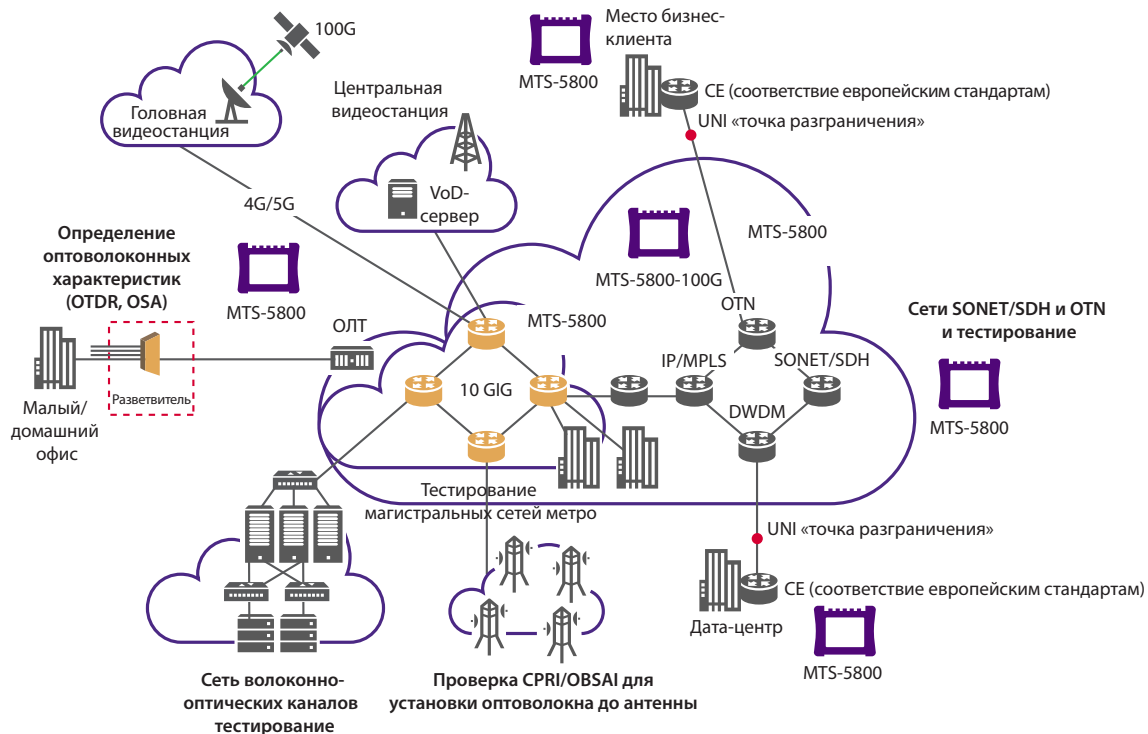 100G
Головная
видеостанция
Центральная
видеостанция
VoD-
сервер
4G/5G
MTS-5800
Место бизнес-
клиента
CE (соответствие европейским стандартам)
UNI «точка разграничения»
MTS-5800
MTS-5800-100G
Определение
оптоволоконных
характеристик
(OTDR, OSA)
MTS-5800
ОЛТ
Разветвитель
Малый/
домашний
офис
MTS-5800
10 GIG
OTN
IP/MPLS
SONET/SDH
DWDM
Сети SONET/SDH и OTN
и тестирование
MTS-5800
Тестирование
магистральных сетей метро
UNI «точка разграничения»
CE (соответствие европейским стандартам)
Дата-центр
MTS-5800
Сеть волоконно-
оптических каналов
тестирование
Проверка CPRI/OBSAI для
установки оптоволокна до антенны